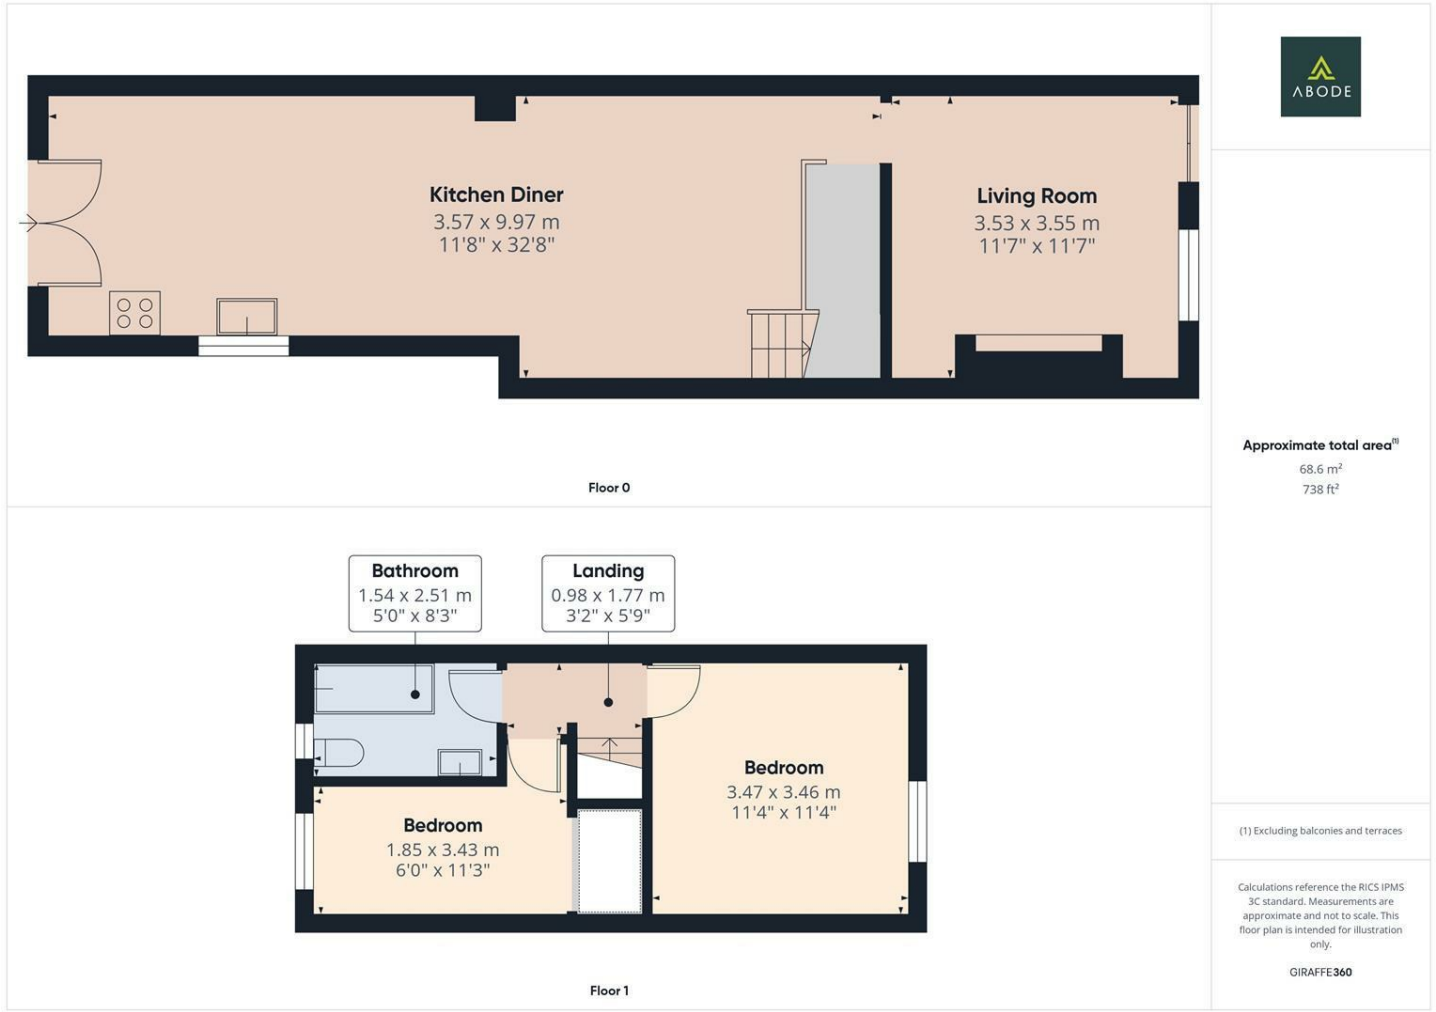 ABODE
Kitchen Diner
3.57 x 9.97 m
11'8" x 32'8"
Living Room
3.53 x 3.55 m
11'7" x 11'7"
Floor 0
Approximate total area(1)
68.6 m²
738 ft²
Bathroom
1.54 x 2.51 m
5'0" x 8'3"
Landing
0.98 x 1.77 m
3'2" x 5'9"
Bedroom
3.47 x 3.46 m
11'4" x 11'4"
Bedroom
1.85 x 3.43 m
6'0" x 11'3"
Floor 1
(1) Excluding balconies and terraces
Calculations reference the RICS IPMS
3C standard. Measurements are
approximate and not to scale. This
floor plan is intended for illustration
only.
GIRAFFE360